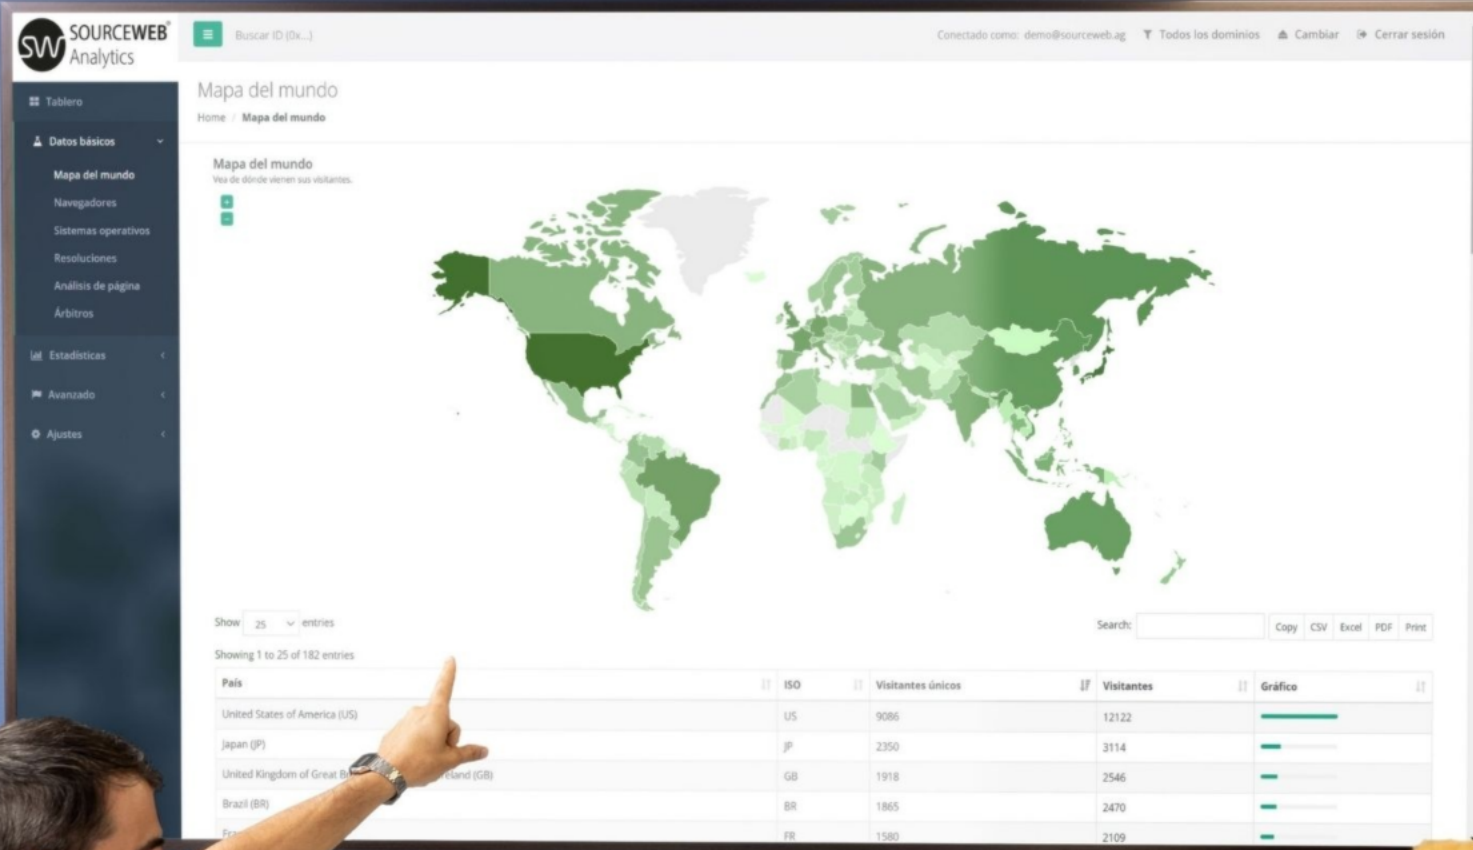 SOURCEWEB®
SW Analytics
Buscar ID (0x...)
Conectado como: demo@sourceweb.ag Todos los dominios Cambiar Cerrar sesión
Tablero
Datos básicos
Mapa del mundo
Navegadores
Sistemas operativos
Resoluciones
Análisis de página
Árbitros
Estadísticas
Avanzado
Ajustes
Mapa del mundo
Home / Mapa del mundo
Mapa del mundo
Vea de dónde vienen sus visitantes.
+
-
Show 25 entries
Search: Copy CSV Excel PDF Print
Showing 1 to 25 of 182 entries
País ISO Visitantes únicos Visitantes Gráfico
United States of America (US) US 9086 12122
Japan (JP) JP 2350 3114
United Kingdom of Great (GB) GB 1918 2546
Brazil (BR) BR 1865 2470
FR 1580 2109